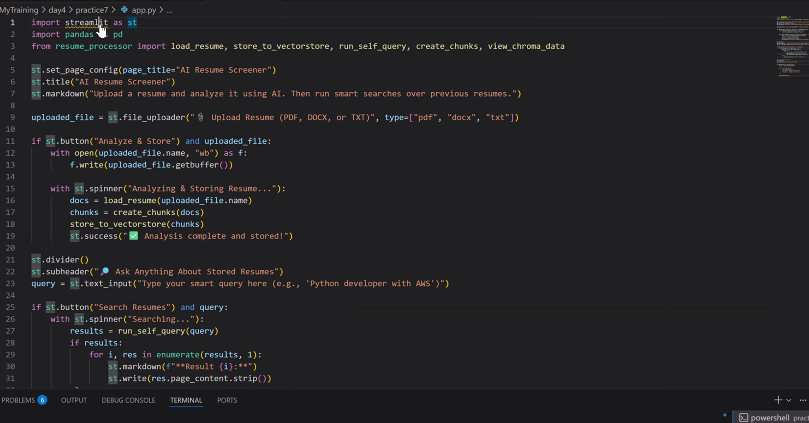 MyTraining > day4 > practice7 > app.py > ...
1 import streamlit as st
2 import pandas pd
3 from resume_processor import load_resume, store_to_vectorstore, run_self_query, create_chunks, view_chroma_data
4
5 st.set_page_config(page_title="AI Resume Screener")
6 st.title("AI Resume Screener")
7 st.markdown("Upload a resume and analyze it using AI. Then run smart searches over previous resumes.")
8
9 uploaded_file = st.file_uploader("📎 Upload Resume (PDF, DOCX, or TXT)", type=["pdf", "docx", "txt"])
10
11 if st.button("Analyze & Store") and uploaded_file:
12 with open(uploaded_file.name, "wb") as f:
13 f.write(uploaded_file.getbuffer())
14
15 with st.spinner("Analyzing & Storing Resume..."):
16 docs = load_resume(uploaded_file.name)
17 chunks = create_chunks(docs)
18 store_to_vectorstore(chunks)
19 st.success("✅ Analysis complete and stored!")
20
21 st.divider()
22 st.subheader("🔎 Ask Anything About Stored Resumes")
23 query = st.text_input("Type your smart query here (e.g., 'Python developer with AWS')")
24
25 if st.button("Search Resumes") and query:
26 with st.spinner("Searching..."):
27 results = run_self_query(query)
28 if results:
29 for i, res in enumerate(results, 1):
30 st.markdown(f"**Result {i}:**")
31 st.write(res.page_content.strip())
PROBLEMS 6 OUTPUT DEBUG CONSOLE TERMINAL PORTS
powershell